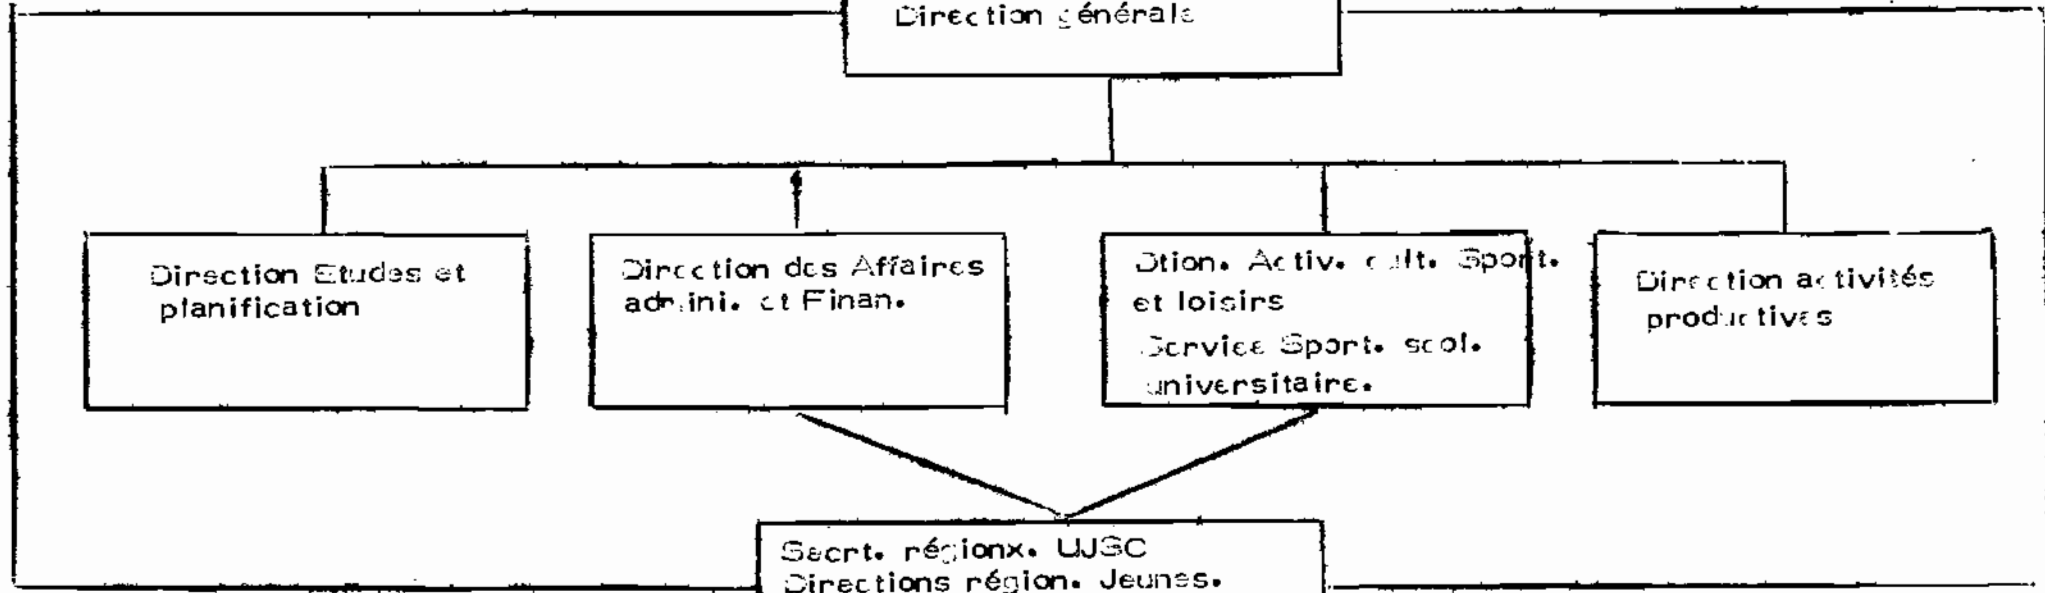 Direction générale
Direction Etudes et
planification
Direction des Affaires
admini. et Finan.
Dtion. Activ. cult. Sport.
et loisirs
Service Sport. scol.
universitaire.
Direction activités
productives
Secrt. régionx. UJSC
Directions région. Jeunes.